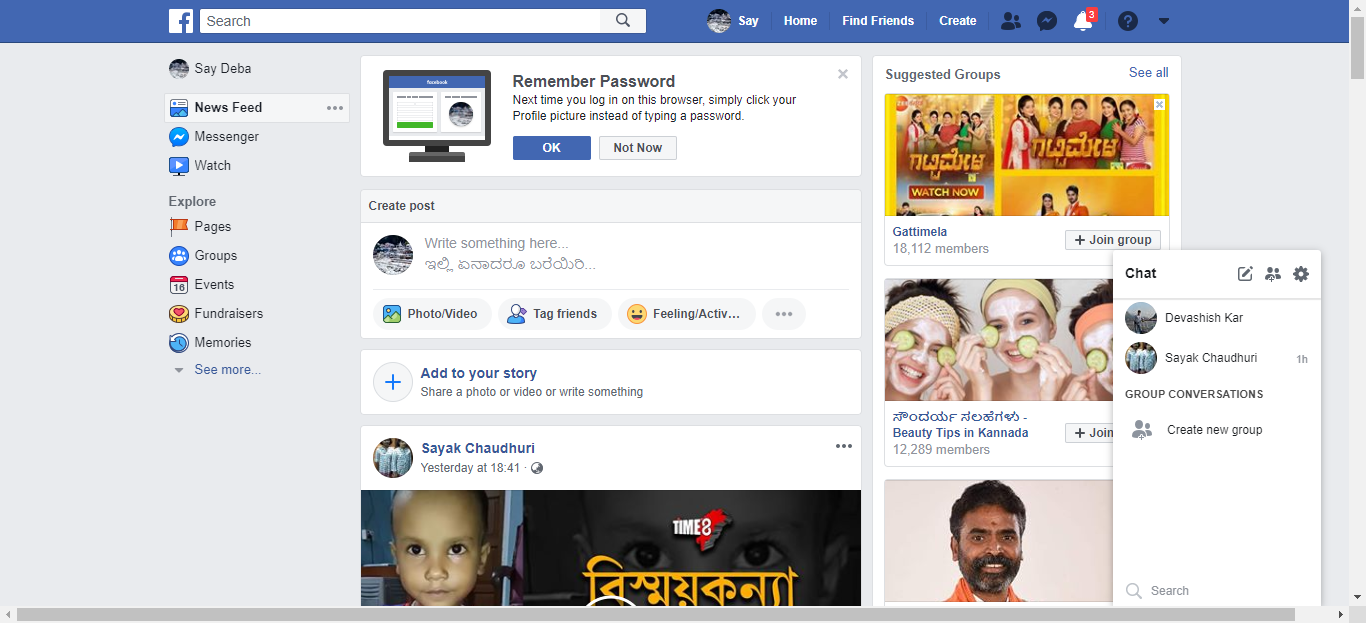 Search
Say
Home
Find Friends
Create
3
Say Deba
News Feed
Messenger
Watch
Explore
Pages
Groups
16
Events
Fundraisers
Memories
See more...
facebook
Remember Password
Next time you log in on this browser, simply click your
Profile picture instead of typing a password.
OK
Not Now
Create post
Write something here...
ಇಲ್ಲಿ ಏನಾದರೂ ಬರೆಯಿರಿ...
Photo/Video
Tag friends
Feeling/Activ...
Add to your story
Share a photo or video or write something
Sayak Chaudhuri
Yesterday at 18:41 ·
TIME8
বিস্ময়কন্যা
Suggested Groups
See all
ಗಟ್ಟಿಮೇಳ
WATCH NOW
ಗಟ್ಟಿಮೇಳ
Gattimela
18,112 members
+ Join group
ಸೌಂದರ್ಯ ಸಲಹೆಗಳು -
Beauty Tips in Kannada
12,289 members
+ Join
Chat
Devashish Kar
Sayak Chaudhuri
1h
GROUP CONVERSATIONS
Create new group
Search